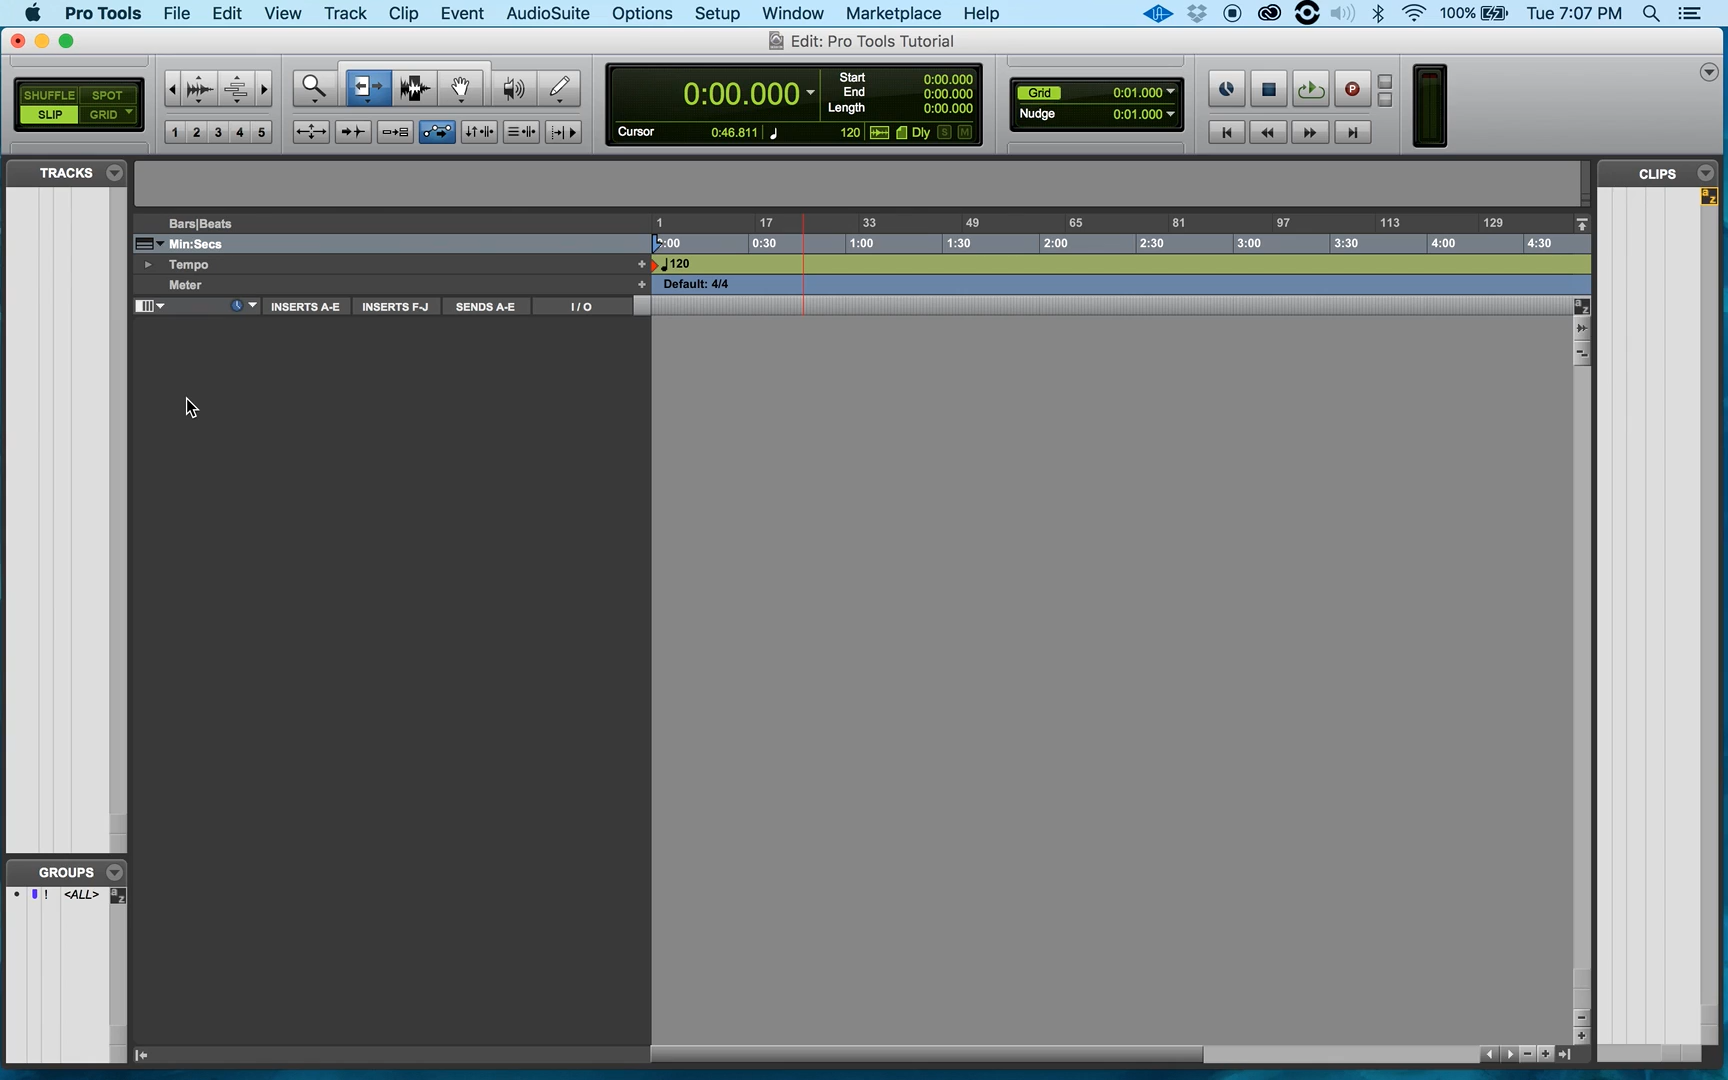 Pro Tools File Edit View Track Clip Event AudioSuite Options Setup Window Marketplace Help 100% Tue 7:07 PM
Edit: Pro Tools Tutorial
SHUFFLE SPOT
SLIP GRID
1 2 3 4 5
0:00.000
Start 0:00.000
End 0:00.000
Length 0:00.000
Cursor 0:46.811 120 Dly S M
Grid 0:01.000
Nudge 0:01.000
P
TRACKS
CLIPS
a z
Bars|Beats 1 17 33 49 65 81 97 113 129
Min:Secs :00 0:30 1:00 1:30 2:00 2:30 3:00 3:30 4:00 4:30
Tempo + 120
Meter + Default: 4/4
INSERTS A-E INSERTS F-J SENDS A-E I / O
a z
GROUPS
! <ALL> a z